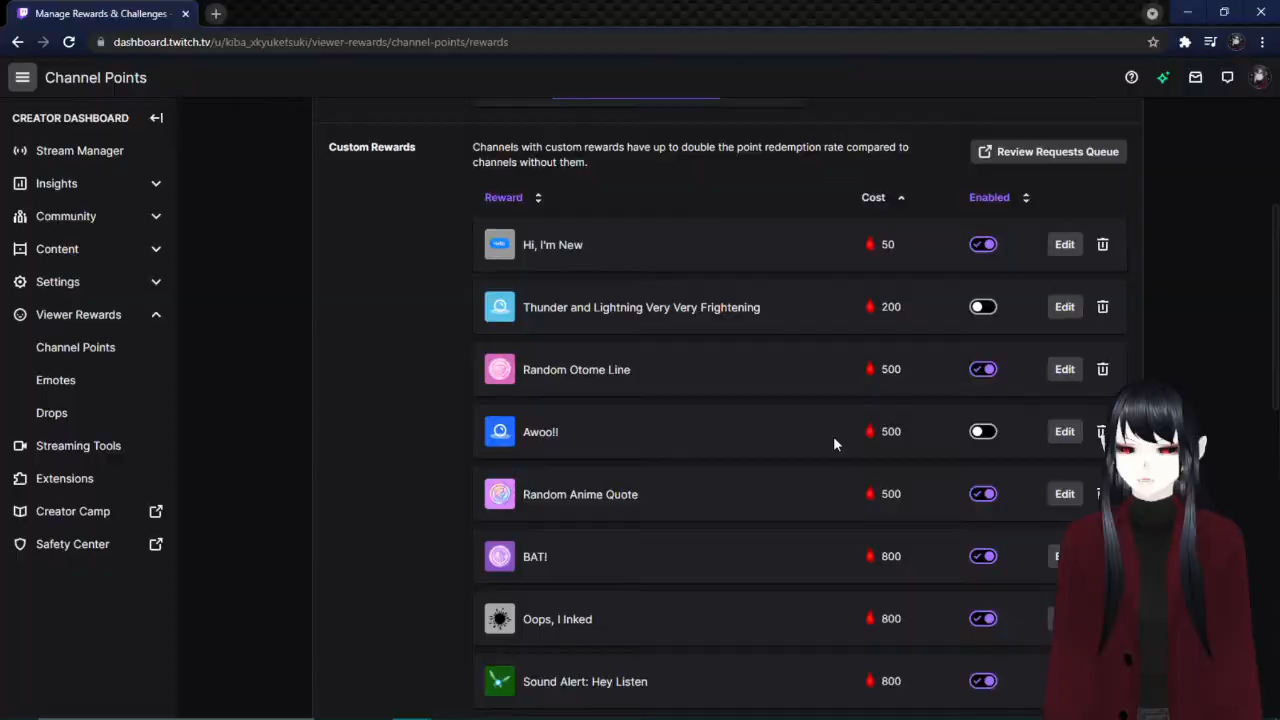 Manage Rewards & Challenges
dashboard.twitch.tv/u/kiba_xkyuketsuki/viewer-rewards/channel-points/rewards
Channel Points
CREATOR DASHBOARD
Stream Manager
Insights
Community
Content
Settings
Viewer Rewards
Channel Points
Emotes
Drops
Streaming Tools
Extensions
Creator Camp
Safety Center
Custom Rewards
Channels with custom rewards have up to double the point redemption rate compared to
channels without them.
Review Requests Queue
Reward Cost Enabled
Hi, I'm New 50 Edit
Thunder and Lightning Very Very Frightening 200 Edit
Random Otome Line 500 Edit
Awoo!! 500 Edit
Random Anime Quote 500 Edit
BAT! 800
Oops, I Inked 800
Sound Alert: Hey Listen 800